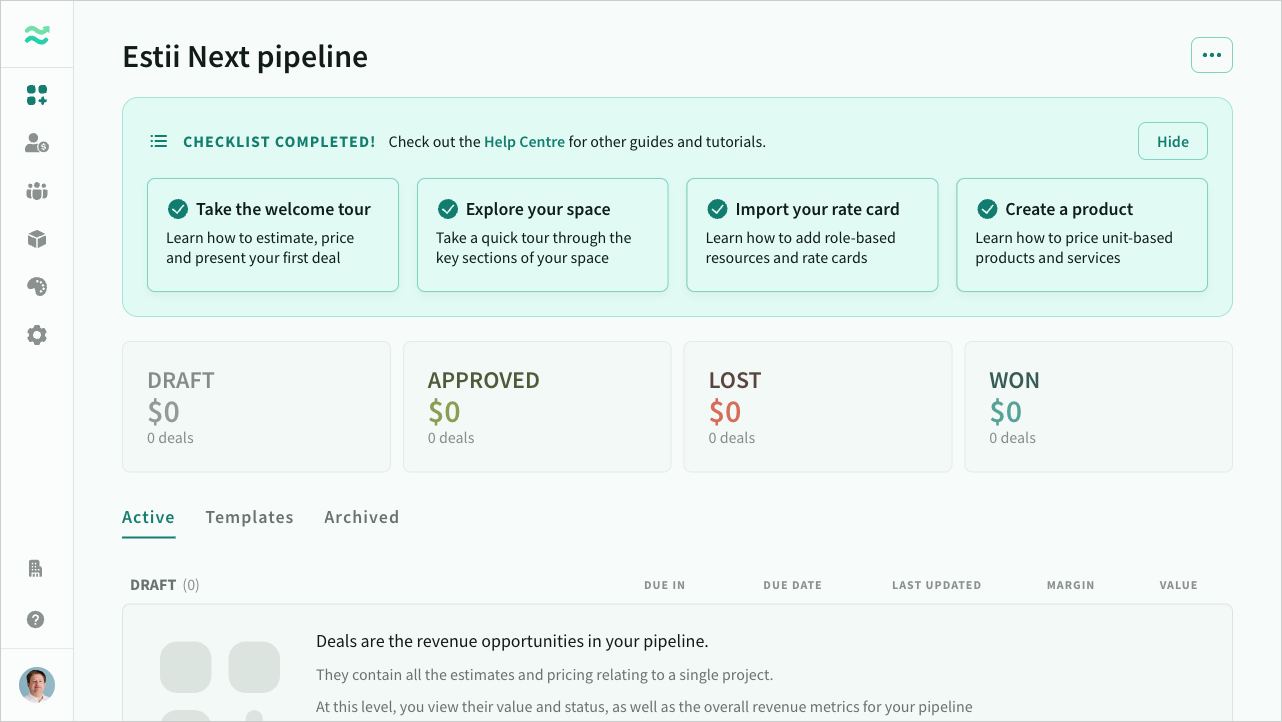 Estii Next pipeline
CHECKLIST COMPLETED! Check out the Help Centre for other guides and tutorials.
Hide
Take the welcome tour
Learn how to estimate, price
and present your first deal
Explore your space
Take a quick tour through the
key sections of your space
Import your rate card
Learn how to add role-based
resources and rate cards
Create a product
Learn how to price unit-based
products and services
DRAFT
$0
0 deals
APPROVED
$0
0 deals
LOST
$0
0 deals
WON
$0
0 deals
Active Templates Archived
DRAFT (0) DUE IN DUE DATE LAST UPDATED MARGIN VALUE
Deals are the revenue opportunities in your pipeline.
They contain all the estimates and pricing relating to a single project.
At this level, you view their value and status, as well as the overall revenue metrics for your pipeline